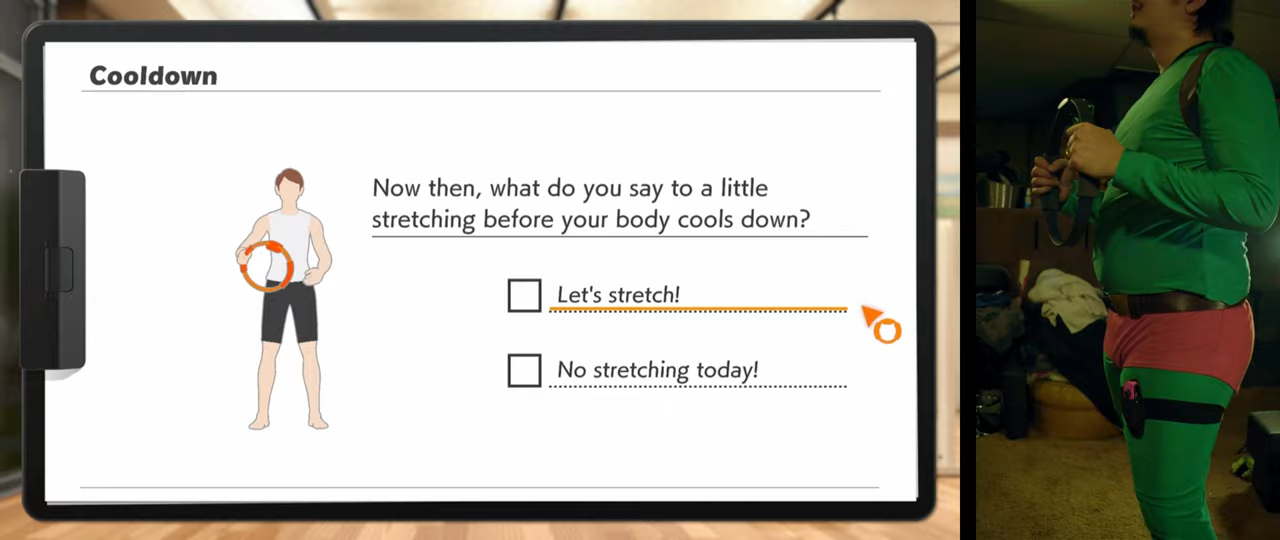 Cooldown
Now then, what do you say to a little
stretching before your body cools down?
Let's stretch!
No stretching today!